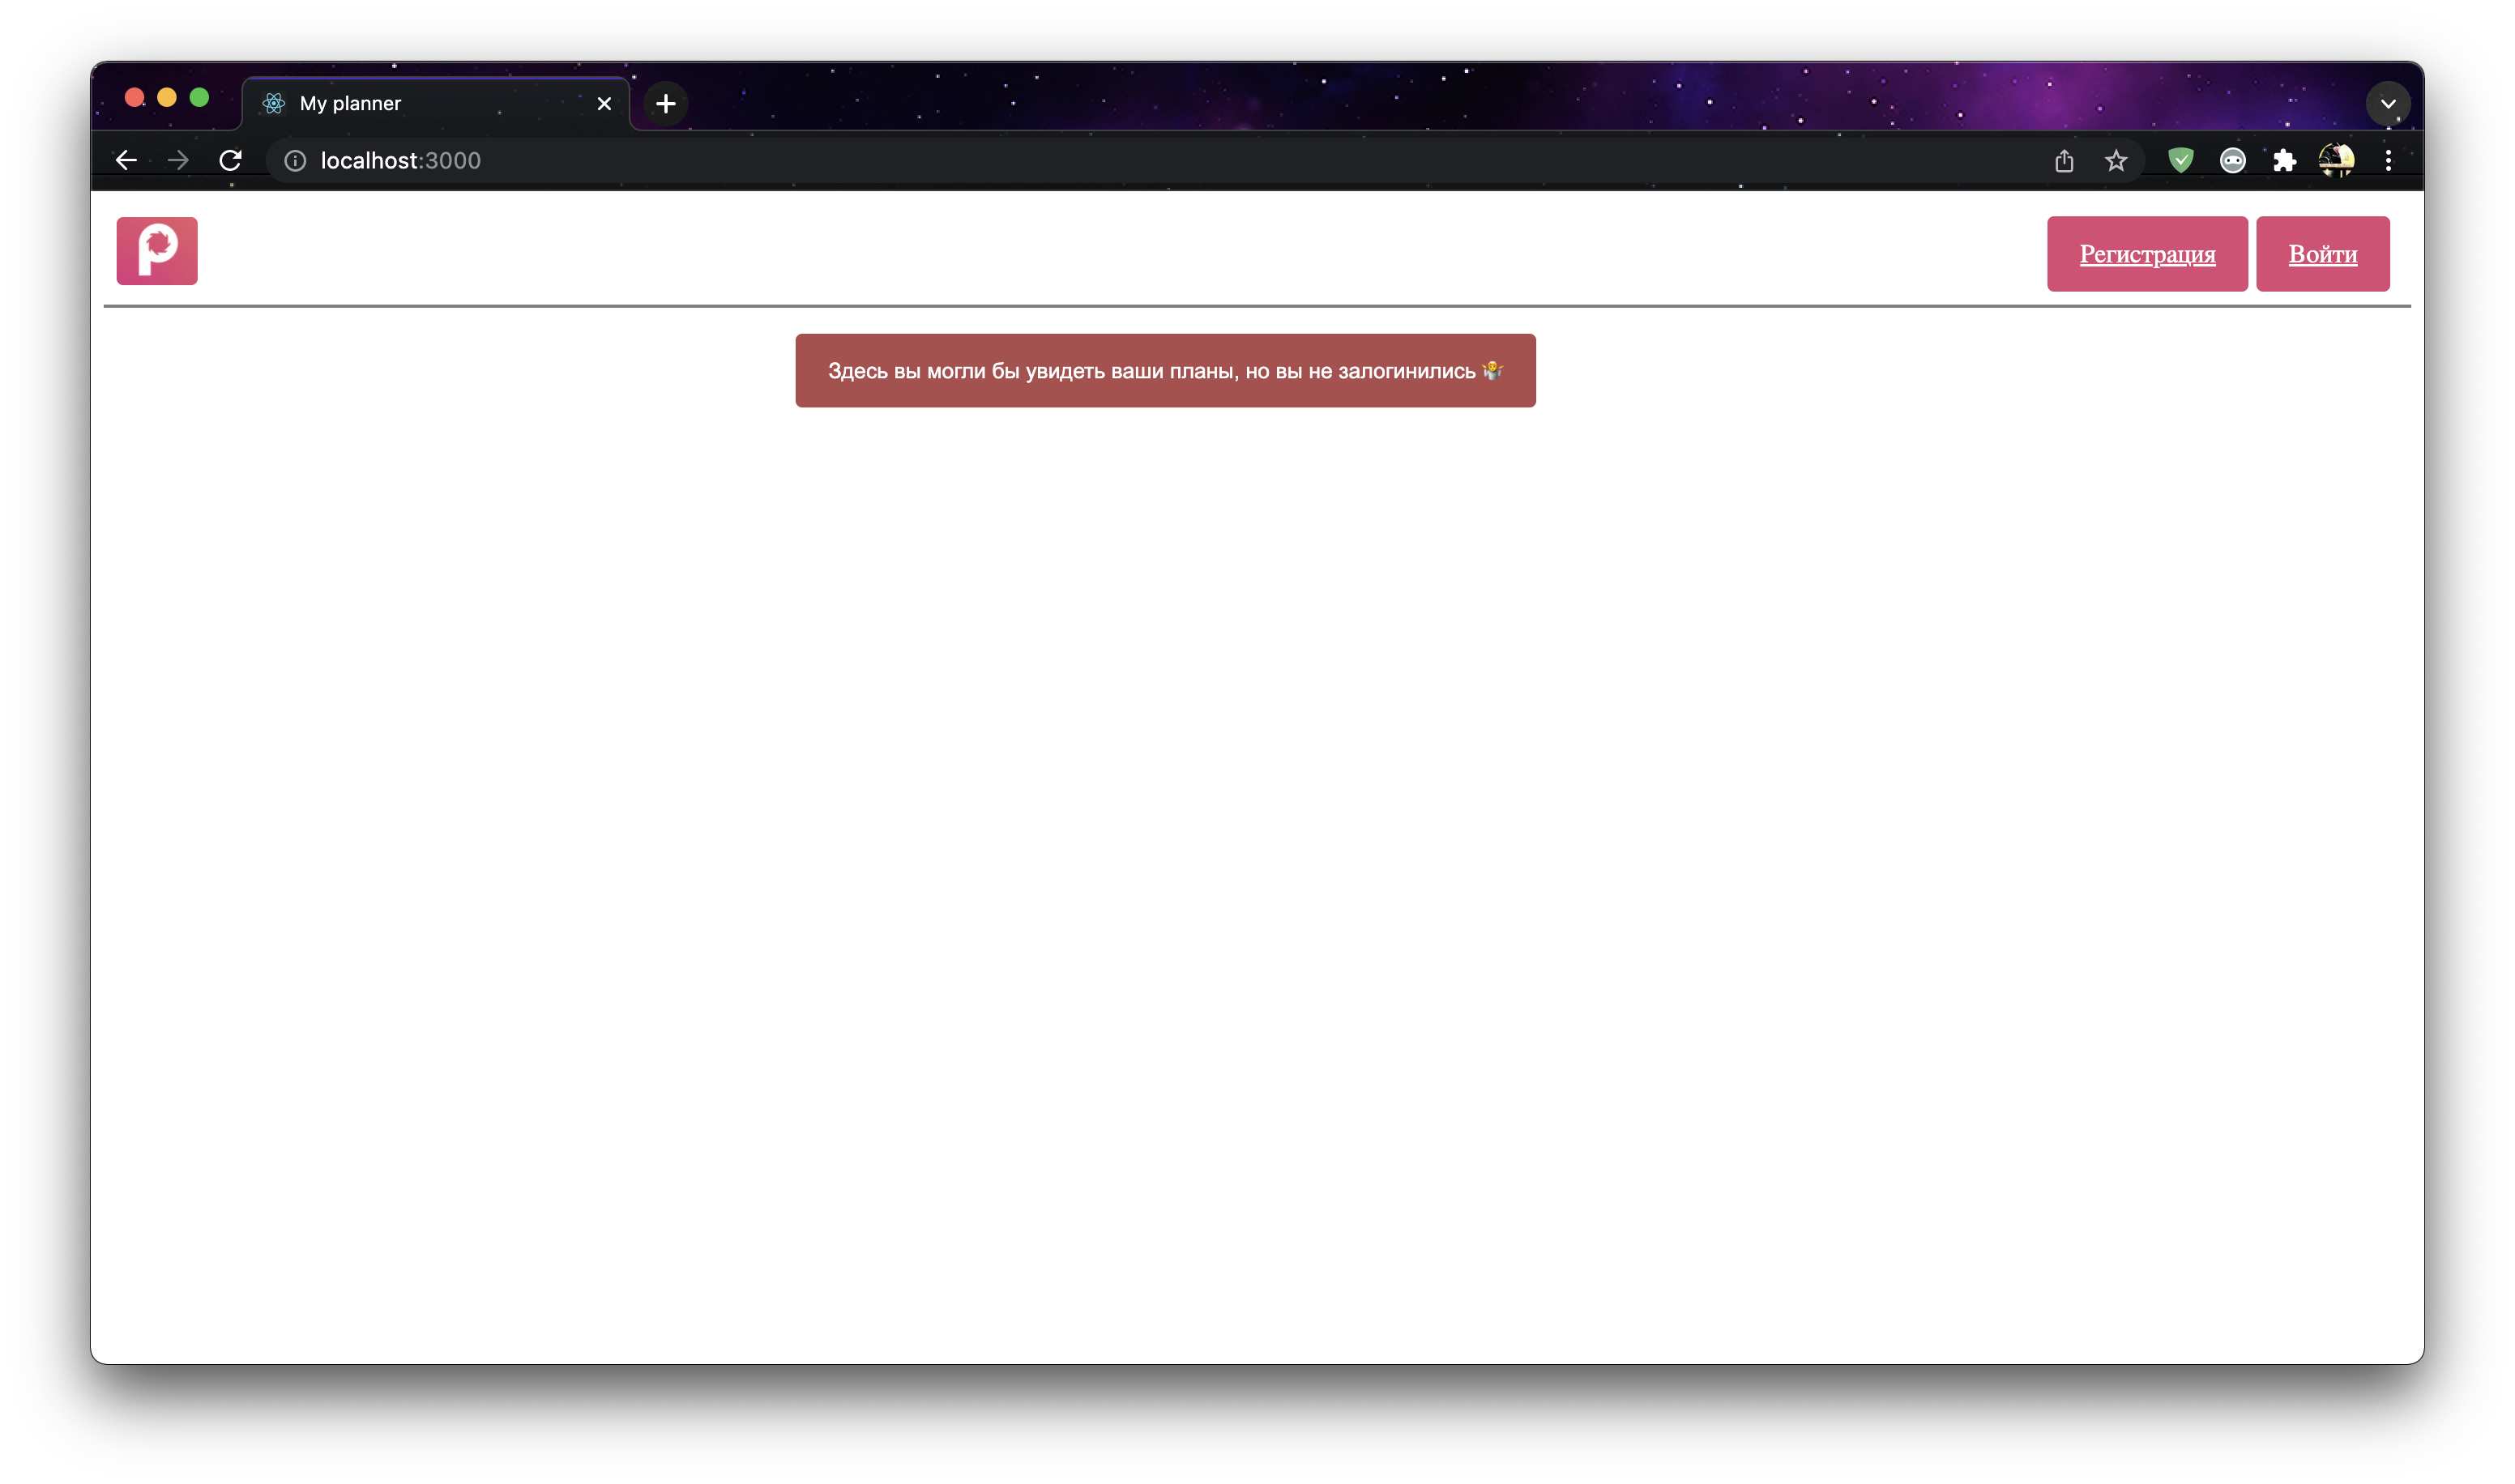 My planner
localhost:3000
Регистрация Войти
Здесь вы могли бы увидеть ваши планы, но вы не залогинились 🤷